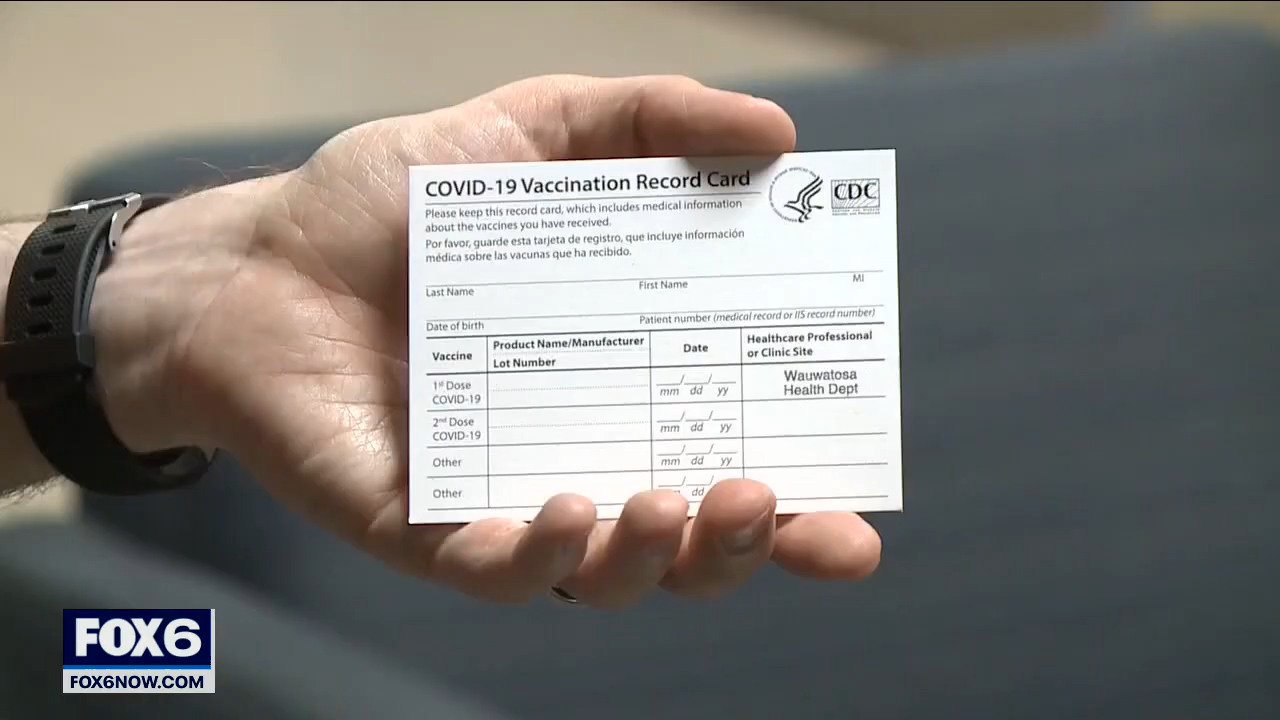 COVID-19 Vaccination Record Card
CDC
Please keep this record card, which includes medical information
about the vaccines you have received.
Por favor, guarde esta tarjeta de registro, que incluye información
médica sobre las vacunas que ha recibido.
Last Name First Name MI
Date of birth Patient number (medical record or IIS record number)
Vaccine Product Name/Manufacturer Date Healthcare Professional
Lot Number or Clinic Site
1st Dose Wauwatosa
COVID-19 mm dd yy Health Dept
2nd Dose
COVID-19 mm dd yy
Other mm dd yy
Other dd
FOX6
FOX6NOW.COM